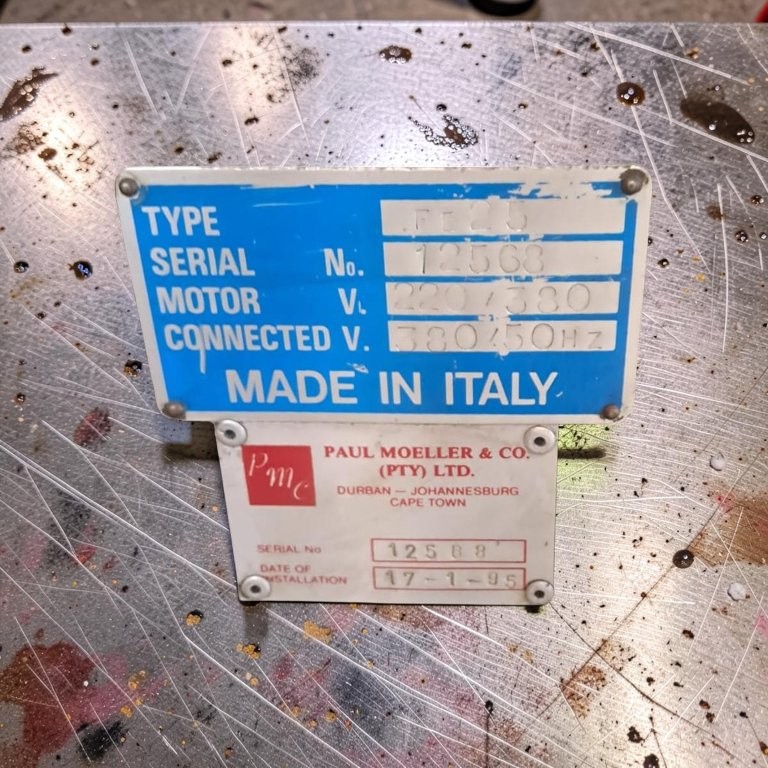 TYPE
SERIAL No. 12568
MOTOR V. 220/380
CONNECTED V. 380/50Hz
MADE IN ITALY
PMC
PAUL MOELLER & CO.
(PTY) LTD.
DURBAN — JOHANNESBURG
CAPE TOWN
SERIAL No 12588
DATE OF
INSTALLATION 17-1-95